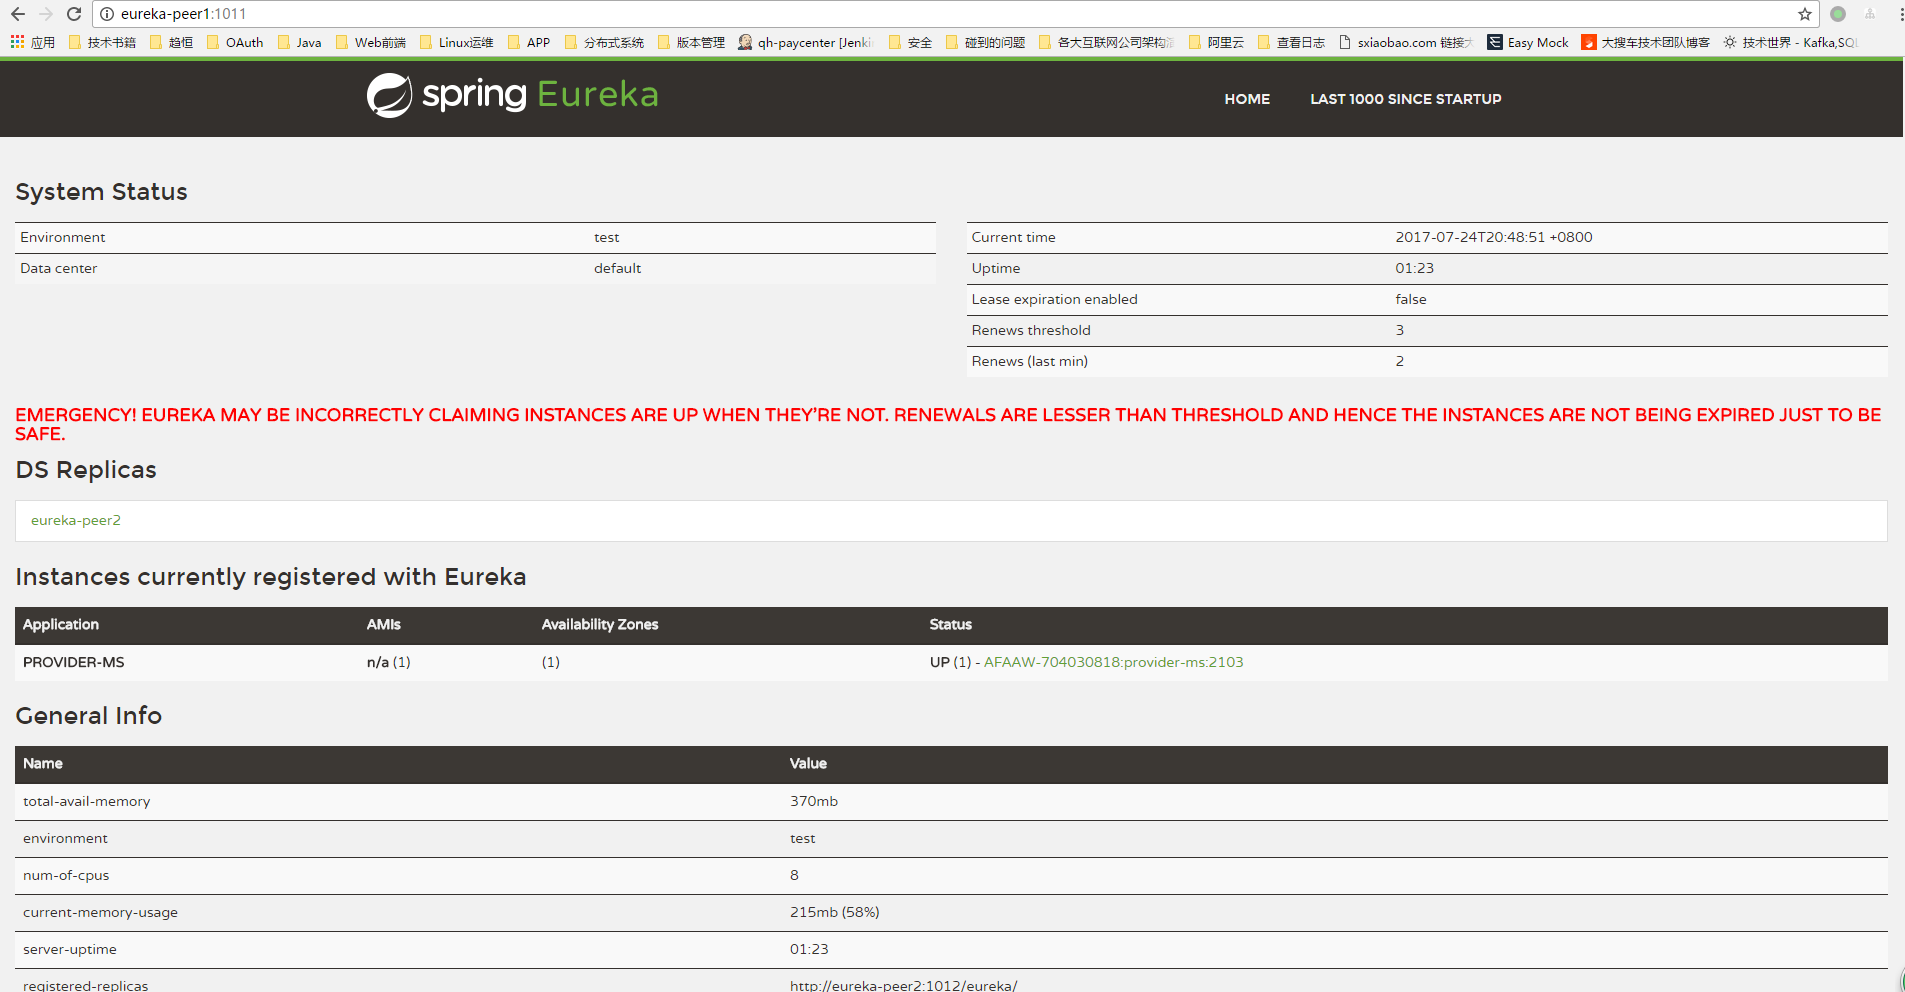 eureka-peer1:1011
应用 技术书籍 趋恒 OAuth Java Web前端 Linux运维 APP 分布式系统 版本管理 qh-paycenter [Jenki 安全 碰到的问题 各大互联网公司架构 阿里云 查看日志 sxiaobao.com 链接 Easy Mock 大搜车技术团队博客 技术世界 - Kafka,SQL
spring Eureka
HOME LAST 1000 SINCE STARTUP
System Status
Environment test
Data center default
Current time 2017-07-24T20:48:51 +0800
Uptime 01:23
Lease expiration enabled false
Renews threshold 3
Renews (last min) 2
EMERGENCY! EUREKA MAY BE INCORRECTLY CLAIMING INSTANCES ARE UP WHEN THEY'RE NOT. RENEWALS ARE LESSER THAN THRESHOLD AND HENCE THE INSTANCES ARE NOT BEING EXPIRED JUST TO BE
SAFE.
DS Replicas
eureka-peer2
Instances currently registered with Eureka
Application AMIs Availability Zones Status
PROVIDER-MS n/a (1) (1) UP (1) - AFAAW-704030818:provider-ms:2103
General Info
Name Value
total-avail-memory 370mb
environment test
num-of-cpus 8
current-memory-usage 215mb (58%)
server-uptime 01:23
registered-replicas http://eureka-peer2:1012/eureka/